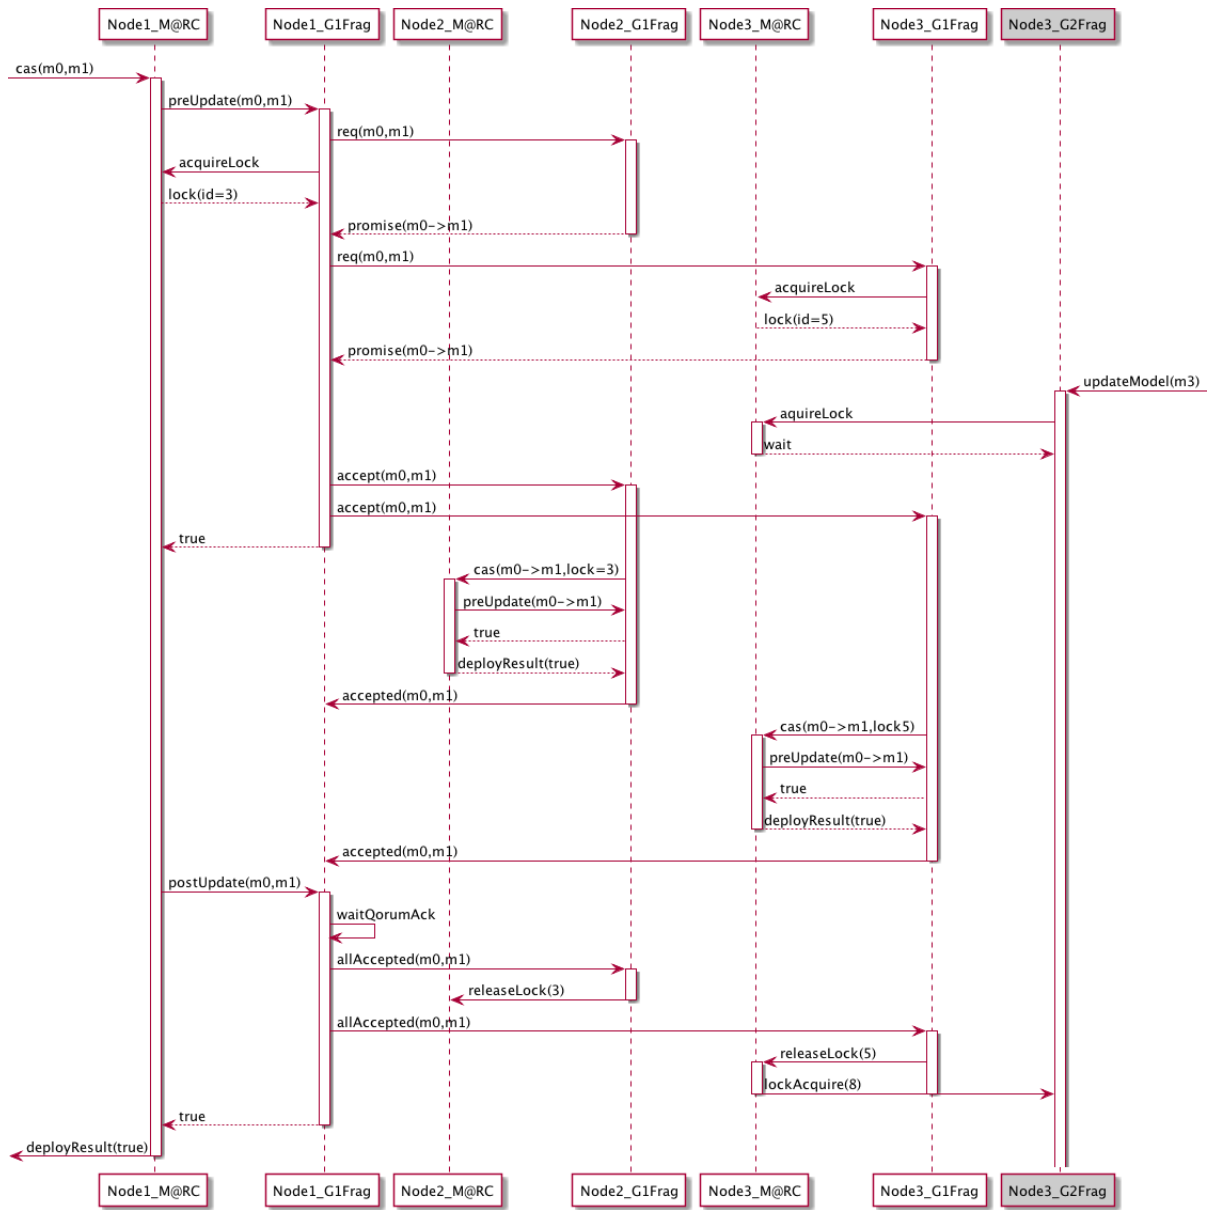 Node1_M@RC
Node1_G1Frag
Node2_M@RC
Node2_G1Frag
Node3_M@RC
Node3_G1Frag
Node3_G2Frag
cas(m0,m1)
preUpdate(m0,m1)
req(m0,m1)
acquireLock
lock(id=3)
promise(m0->m1)
req(m0,m1)
acquireLock
lock(id=5)
promise(m0->m1)
updateModel(m3)
aquireLock
wait
accept(m0,m1)
accept(m0,m1)
true
cas(m0->m1,lock=3)
preUpdate(m0->m1)
true
deployResult(true)
accepted(m0,m1)
cas(m0->m1,lock5)
preUpdate(m0->m1)
true
deployResult(true)
accepted(m0,m1)
postUpdate(m0,m1)
waitQorumAck
allAccepted(m0,m1)
releaseLock(3)
allAccepted(m0,m1)
releaseLock(5)
lockAcquire(8)
true
deployResult(true)
Node1_M@RC
Node1_G1Frag
Node2_M@RC
Node2_G1Frag
Node3_M@RC
Node3_G1Frag
Node3_G2Frag